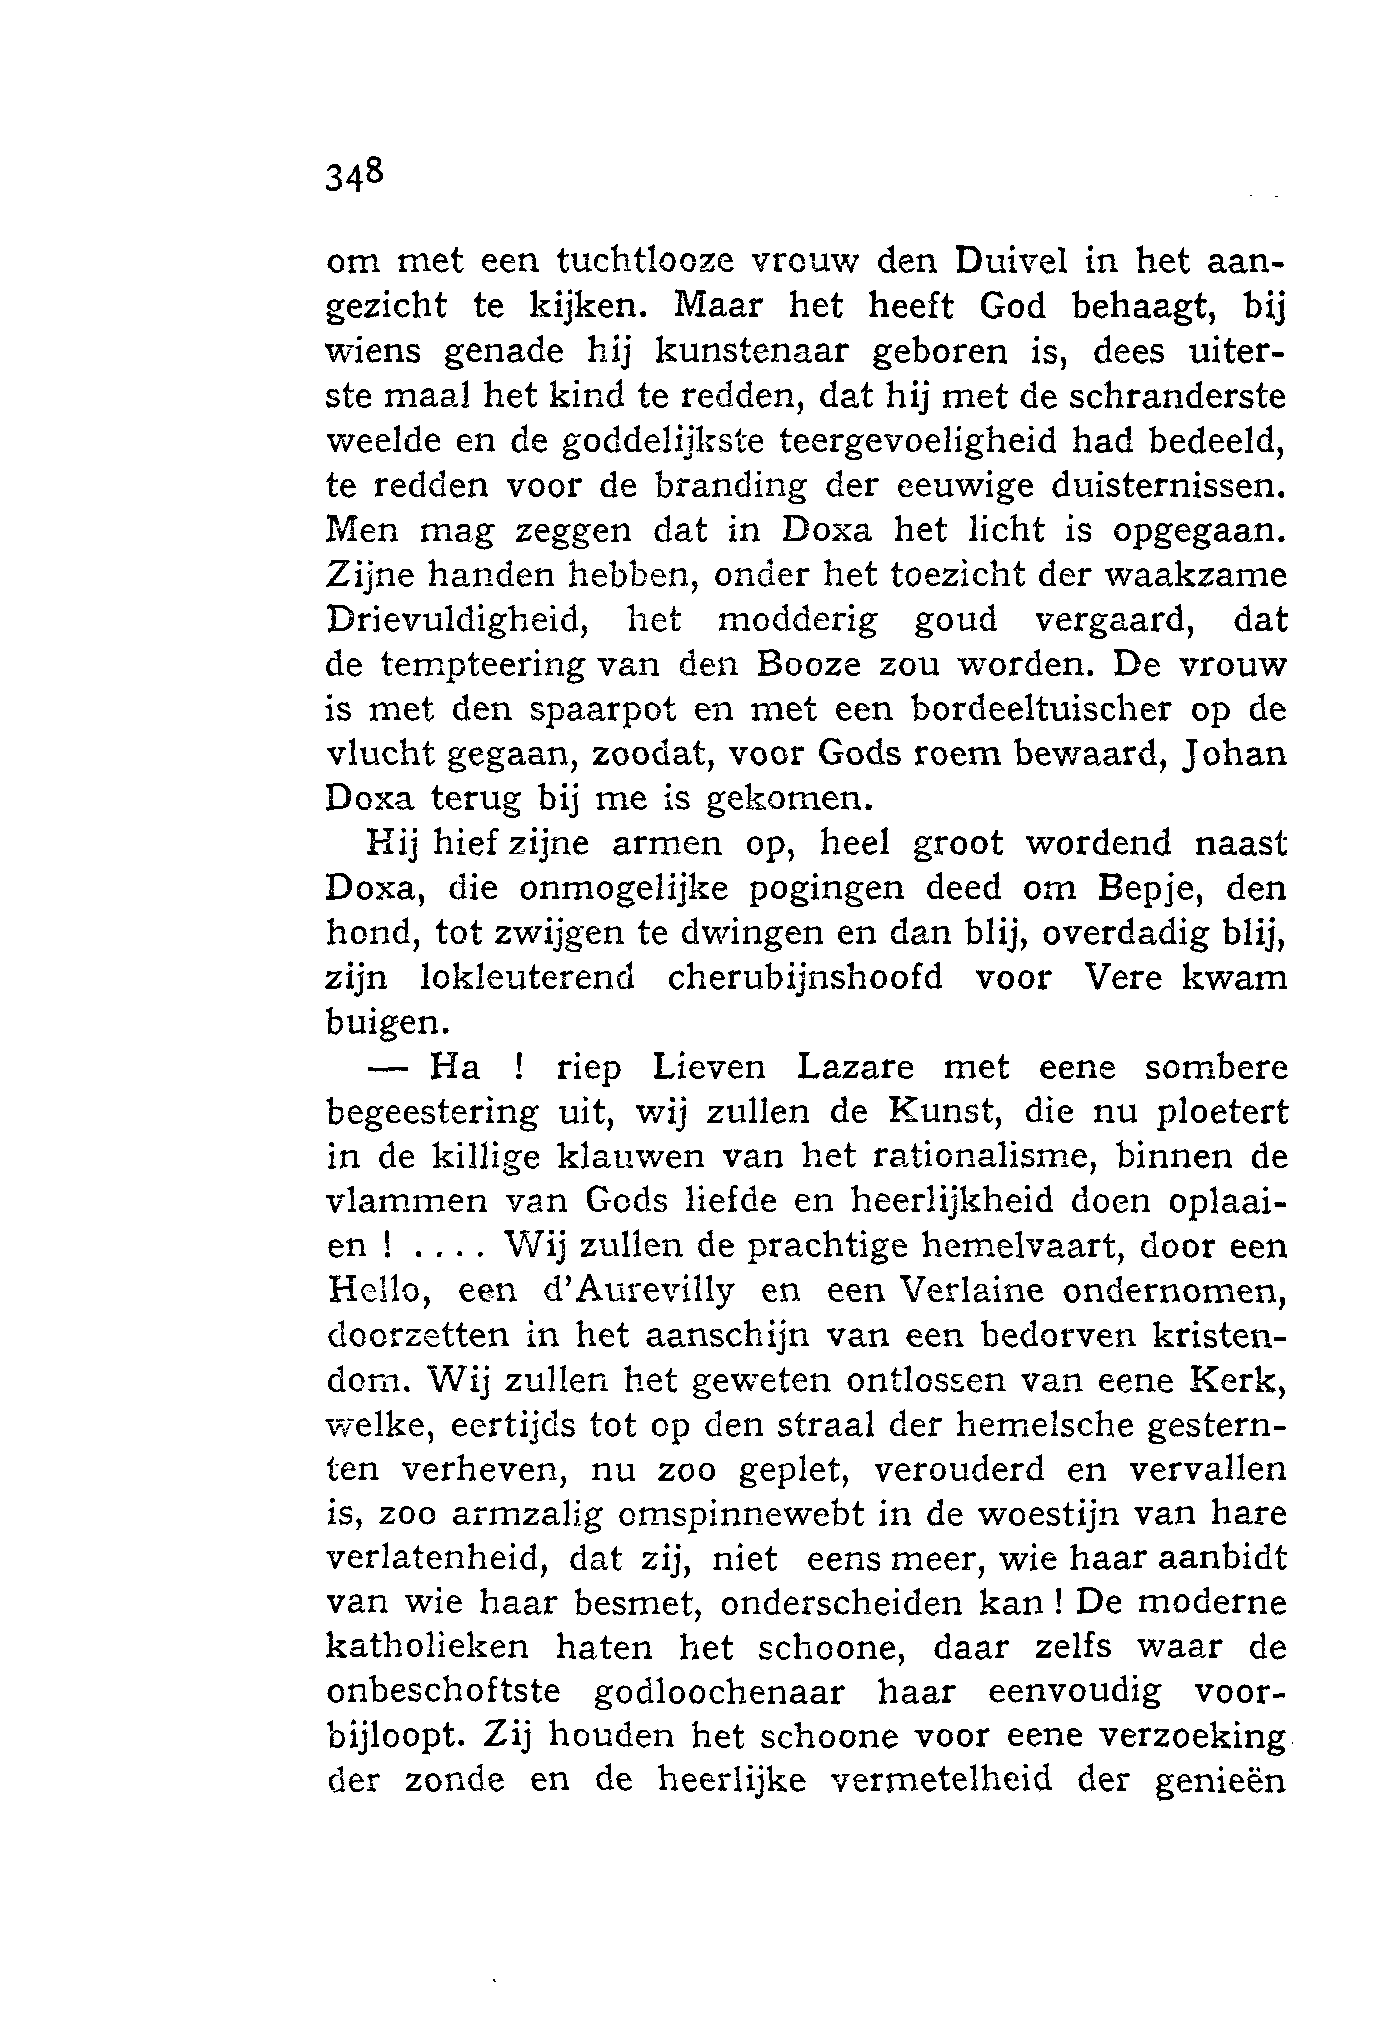 348
om met een tuchtlooze vrouw den Duivel in het aan-
gezicht te kijken. Maar het heeft God behaagt, bij
wiens genade hij kunstenaar geboren is, dees uiter-
ste maal het kind te redden, dat hij met de schranderste
weelde en de goddelijkste teergevoeligheid had bedeeld,
te redden voor de branding der eeuwige duisternissen.
Men mag zeggen dat in Doxa het licht is opgegaan.
Zijne handen hebben, onder het toezicht der waakzame
Drievuldigheid, het modderig goud vergaard, dat
de tempteering van den Booze zou worden. De vrouw
is met den spaarpot en met een bordeeltuischer op de
vlucht gegaan, zoodat, voor Gods roem bewaard, Johan
Doxa terug bij me is gekomen.
Hij hief zijne armen op, heel groot wordend naast
Doxa, die onmogelijke pogingen deed om Bepje, den
hond, tot zwijgen te dwingen en dan blij, overdadig blij,
zijn lokleuterend cherubijnshoofd voor Vere kwam
buigen.
— Ha ! riep Lieven Lazare met eene sombere
begeestering uit, wij zullen de Kunst, die nu ploetert
in de killige klauwen van het rationalisme, binnen de
vlammen van Gods liefde en heerlijkheid doen oplaai-
en ! .... Wij zullen de prachtige hemelvaart, door een
Hello, een d'Aurevilly en een Verlaine ondernomen,
doorzetten in het aanschijn van een bedorven kristen-
dom. Wij zullen het geweten ontlossen van eene Kerk,
welke, eertijds tot op den straal der hemelsche gestern-
ten verheven, nu zoo geplet, verouderd en vervallen
is, zoo armzalig omspinnewebt in de woestijn van hare
verlatenheid, dat zij, niet eens meer, wie haar aanbidt
van wie haar besmet, onderscheiden kan ! De moderne
katholieken haten het schoone, daar zelfs waar de
onbeschoftste godloochenaar haar eenvoudig voor-
bijloopt. Zij houden het schoone voor eene verzoeking
der zonde en de heerlijke vermetelheid der genieën